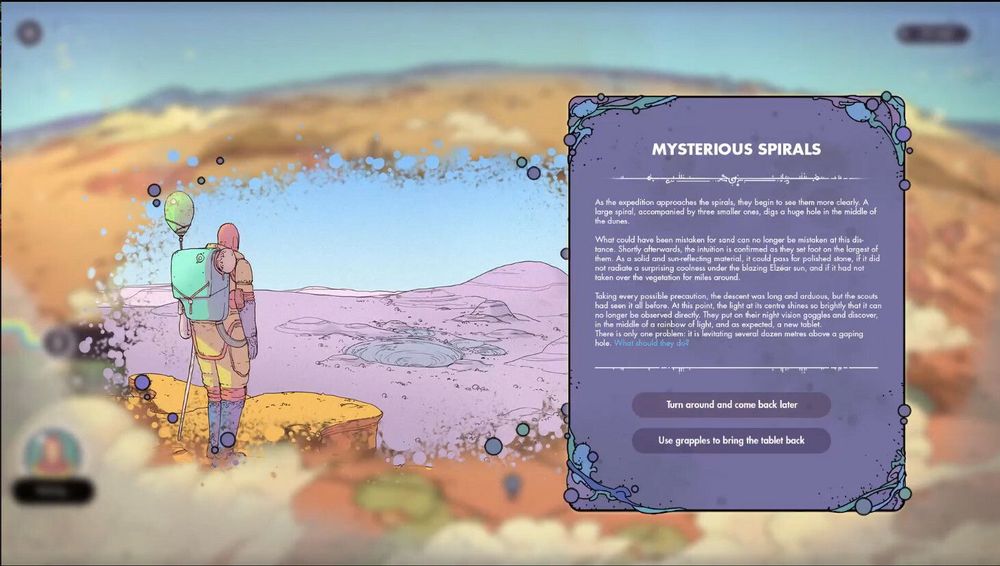 MYSTERIOUS SPIRALS
As the expedition approaches the spirals, they begin to see them more clearly. A
large spiral, accompanied by three smaller ones, digs a huge hole in the middle of
the dunes.
What could have been mistaken for sand can no longer be mistaken at this dis-
tance. Shortly afterwards, the intuition is confirmed as they set foot on the largest of
them. As a solid and sun-reflecting material, it could pass for polished stone, if it did
not radiate a surprising coolness under the blazing Elzéar sun, and if it had not
taken over the vegetation for miles around.
Taking every possible precaution, the descent was long and arduous, but the scouts
had seen it all before. At this point, the light at its centre shines so brightly that it can
no longer be observed directly. They put on their night vision goggles and discover,
in the middle of a rainbow of light, and as expected, a new tablet.
There is only one problem: it is levitating several dozen metres above a gaping
hole. What should they do?
Turn around and come back later
Use grapples to bring the tablet back